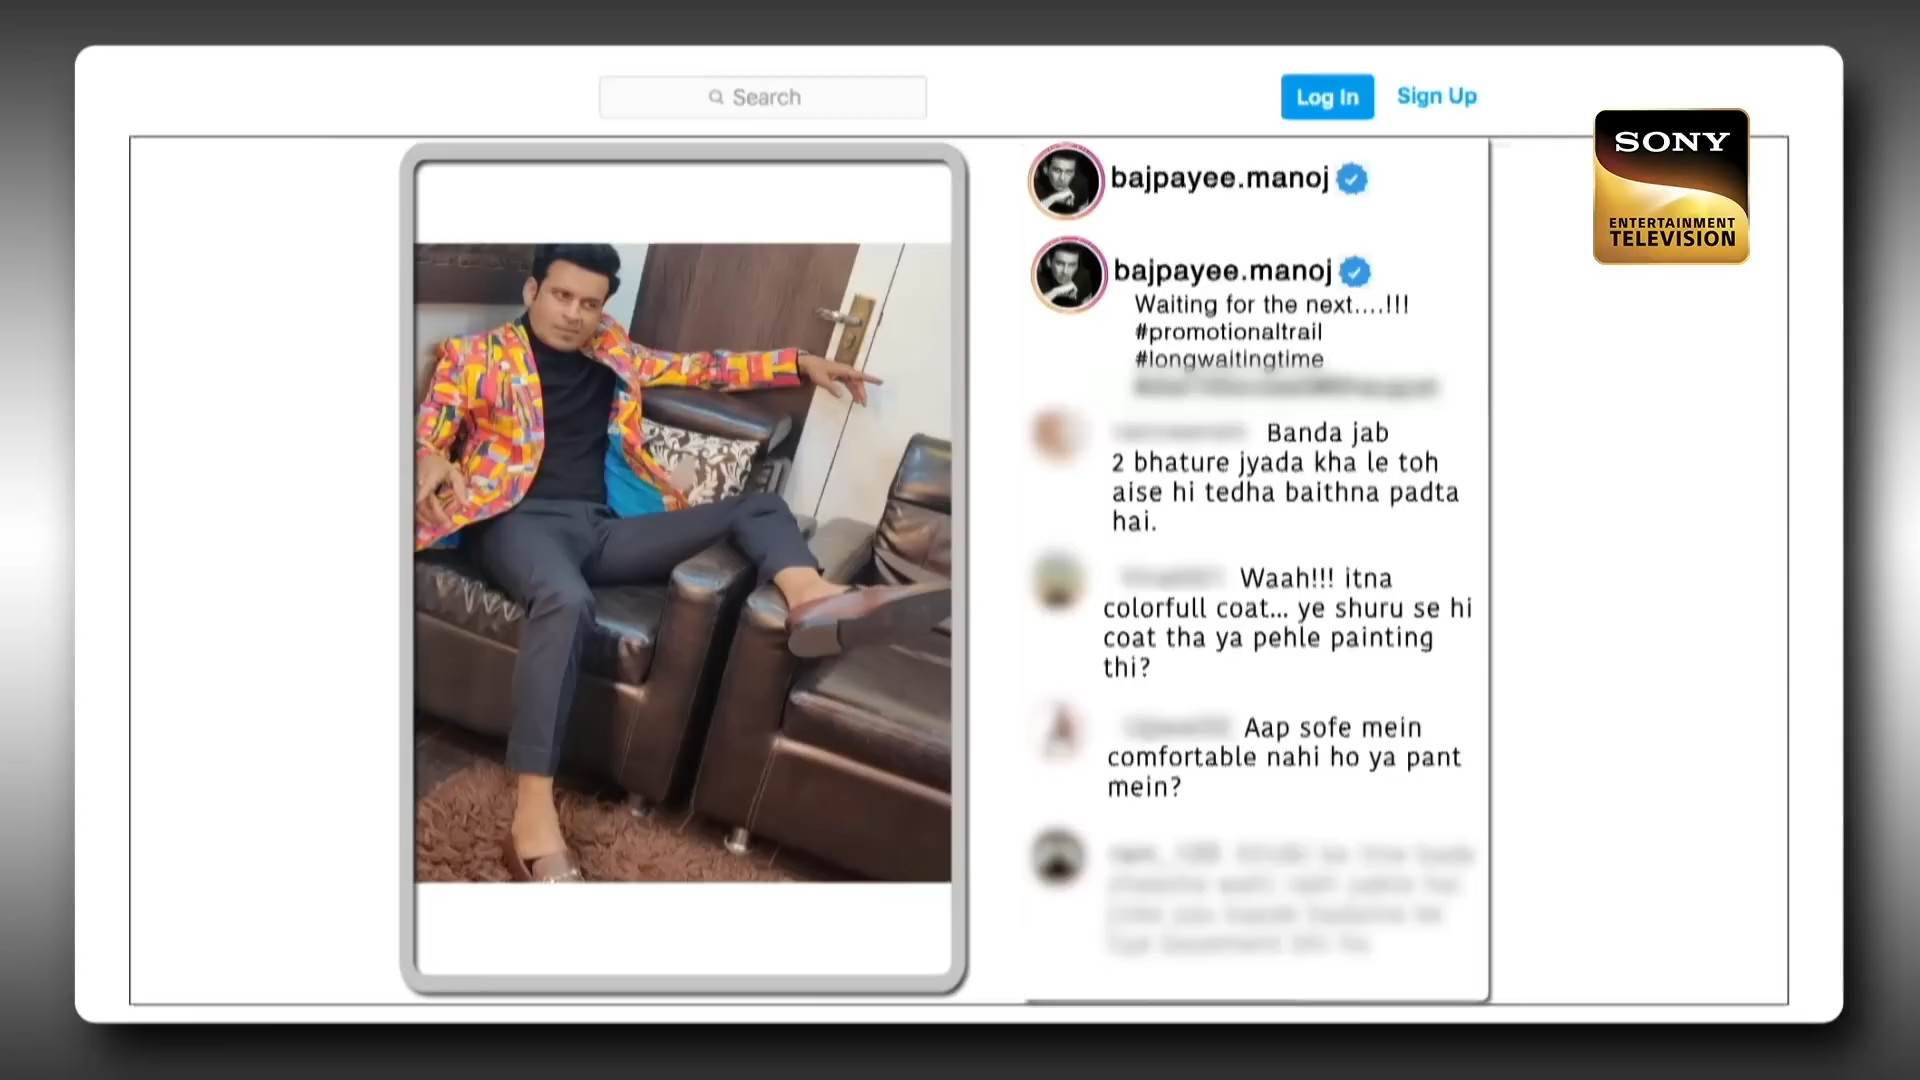 Search
Log In
Sign Up
SONY
ENTERTAINMENT
TELEVISION
bajpayee.manoj
bajpayee.manoj
Waiting for the next....!!!
#promotionaltrail
#longwaitingtime
Banda jab
2 bhature jyada kha le toh
aise hi tedha baithna padta
hai.
Waah!!! itna
colorfull coat... ye shuru se hi
coat tha ya pehle painting
thi?
Aap sofe mein
comfortable nahi ho ya pant
mein?